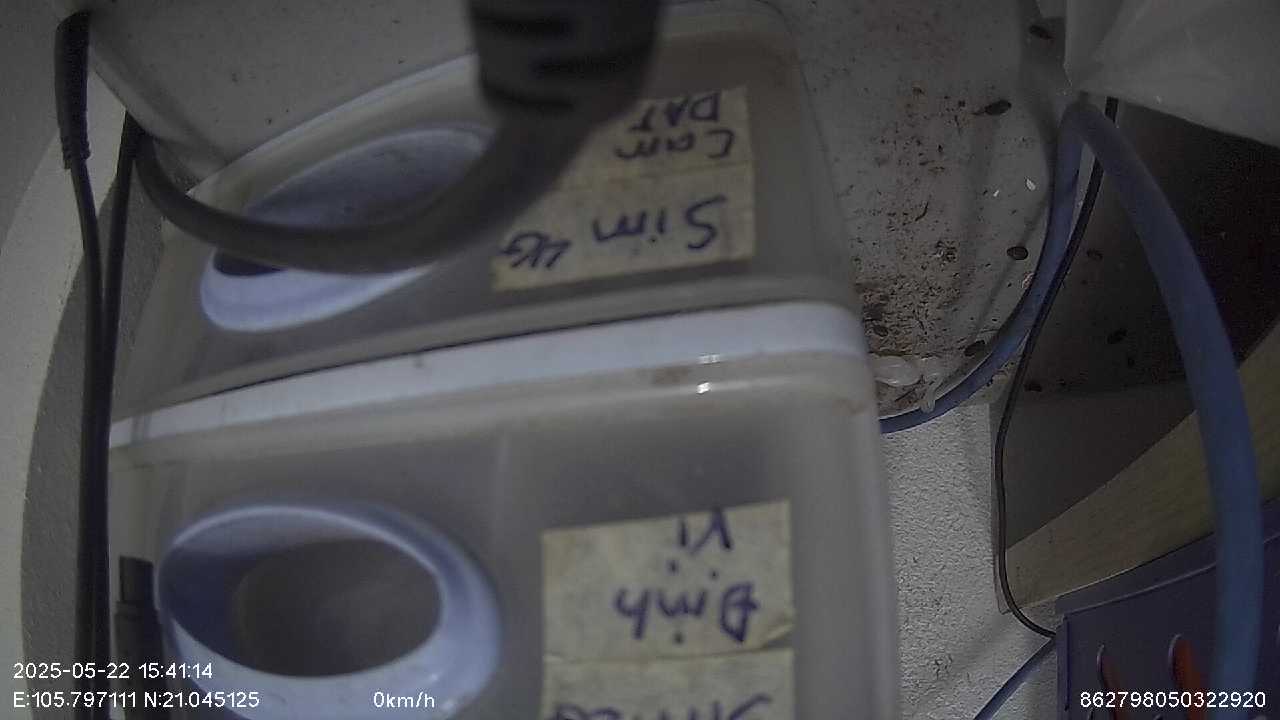 Sim 4G
Cam
DAT
Định
Vị
2025-05-22 15:41:14
E:105.797111 N:21.045125 0km/h 862798050322920